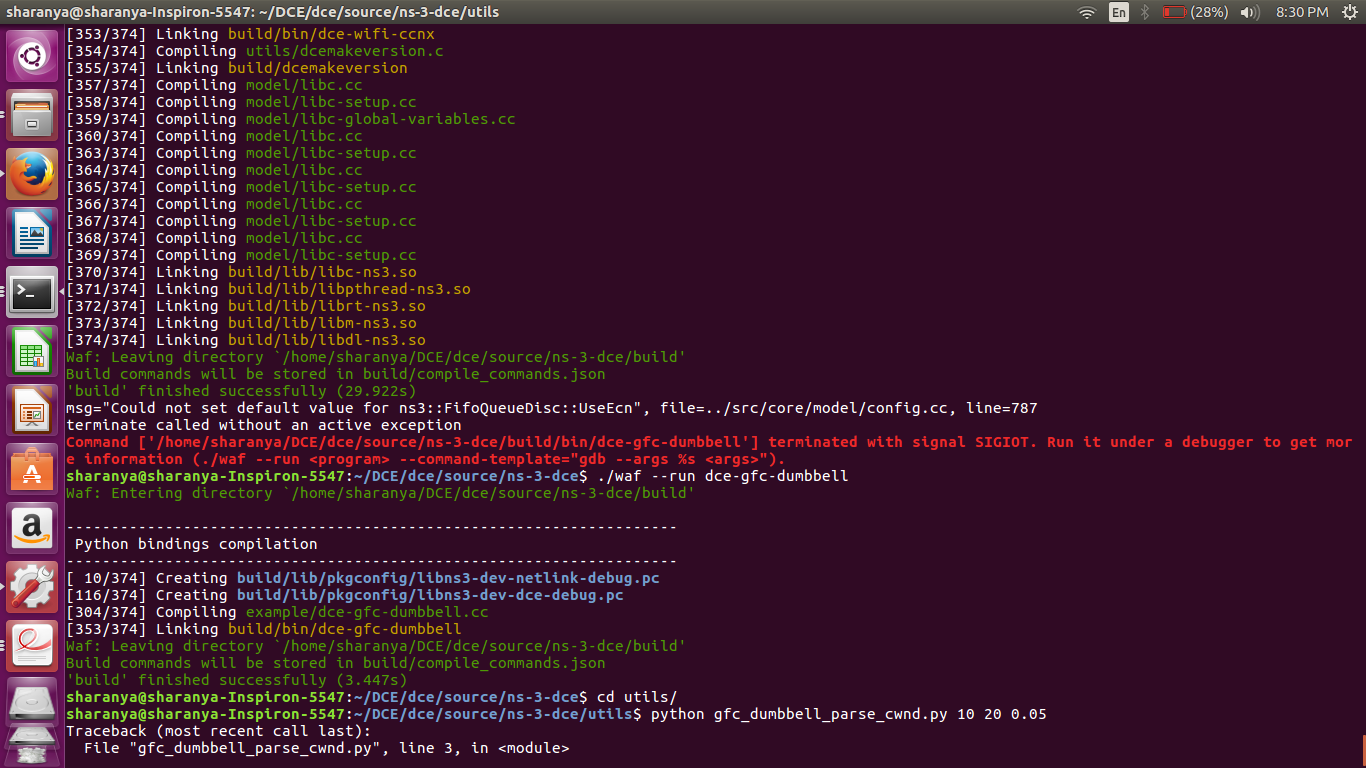 sharanya@sharanya-Inspiron-5547: ~/DCE/dce/source/ns-3-dce/utils
En (28%) 8:30 PM
[353/374] Linking build/bin/dce-wifi-ccnx
[354/374] Compiling utils/dcemakeversion.c
[355/374] Linking build/dcemakeversion
[357/374] Compiling model/libc.cc
[358/374] Compiling model/libc-setup.cc
[359/374] Compiling model/libc-global-variables.cc
[360/374] Compiling model/libc.cc
[363/374] Compiling model/libc-setup.cc
[364/374] Compiling model/libc.cc
[365/374] Compiling model/libc-setup.cc
[366/374] Compiling model/libc.cc
[367/374] Compiling model/libc-setup.cc
[368/374] Compiling model/libc.cc
[369/374] Compiling model/libc-setup.cc
[370/374] Linking build/lib/libc-ns3.so
[371/374] Linking build/lib/libpthread-ns3.so
[372/374] Linking build/lib/librt-ns3.so
[373/374] Linking build/lib/libm-ns3.so
[374/374] Linking build/lib/libdl-ns3.so
Waf: Leaving directory `/home/sharanya/DCE/dce/source/ns-3-dce/build'
Build commands will be stored in build/compile_commands.json
'build' finished successfully (29.922s)
msg="Could not set default value for ns3::FifoQueueDisc::UseEcn", file=../src/core/model/config.cc, line=787
terminate called without an active exception
Command ['/home/sharanya/DCE/dce/source/ns-3-dce/build/bin/dce-gfc-dumbbell'] terminated with signal SIGIOT. Run it under a debugger to get mor
e information (./waf --run <program> --command-template="gdb --args %s <args>").
sharanya@sharanya-Inspiron-5547:~/DCE/dce/source/ns-3-dce$ ./waf --run dce-gfc-dumbbell
Waf: Entering directory `/home/sharanya/DCE/dce/source/ns-3-dce/build'
--------------------------------------------------------------------
Python bindings compilation
--------------------------------------------------------------------
[ 10/374] Creating build/lib/pkgconfig/libns3-dev-netlink-debug.pc
[116/374] Creating build/lib/pkgconfig/libns3-dev-dce-debug.pc
[304/374] Compiling example/dce-gfc-dumbbell.cc
[353/374] Linking build/bin/dce-gfc-dumbbell
Waf: Leaving directory `/home/sharanya/DCE/dce/source/ns-3-dce/build'
Build commands will be stored in build/compile_commands.json
'build' finished successfully (3.447s)
sharanya@sharanya-Inspiron-5547:~/DCE/dce/source/ns-3-dce$ cd utils/
sharanya@sharanya-Inspiron-5547:~/DCE/dce/source/ns-3-dce/utils$ python gfc_dumbbell_parse_cwnd.py 10 20 0.05
Traceback (most recent call last):
  File "gfc_dumbbell_parse_cwnd.py", line 3, in <module>